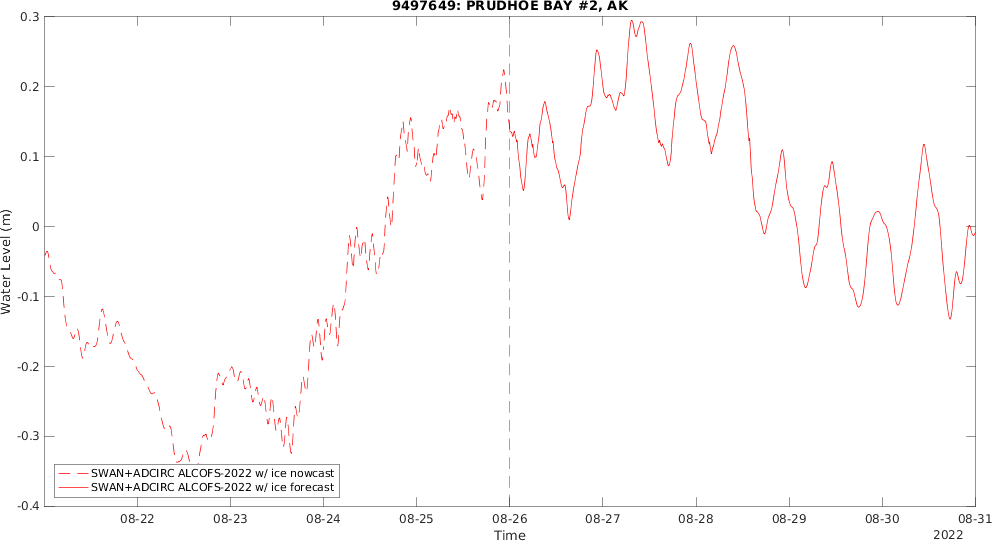 9497649: PRUDHOE BAY #2, AK
Water Level (m)
0.3
0.2
0.1
0
-0.1
-0.2
-0.3
-0.4
SWAN+ADCIRC ALCOFS-2022 w/ ice nowcast
SWAN+ADCIRC ALCOFS-2022 w/ ice forecast
08-22 08-23 08-24 08-25 08-26 08-27 08-28 08-29 08-30 08-31
Time
2022